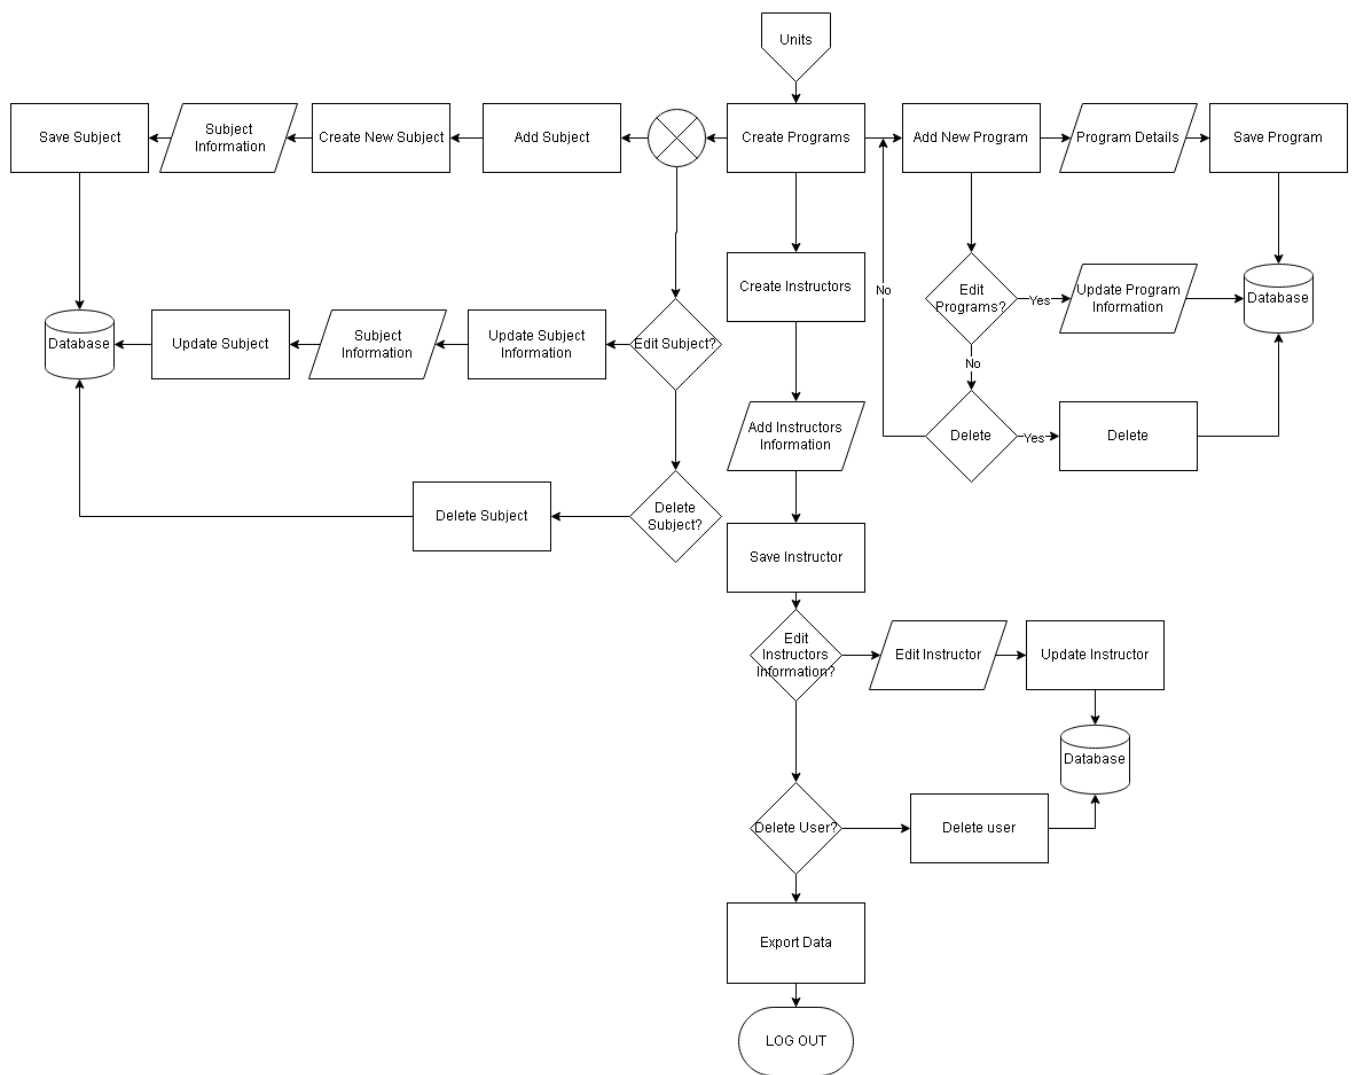 Units
Save Subject
Subject
Information
Create New Subject
Add Subject
Create Programs
Add New Program
Program Details
Save Program
Create Instructors
No
Edit
Programs?
Yes
Update Program
Information
Database
Database
Update Subject
Subject
Information
Update Subject
Information
Edit Subject?
No
Add Instructors
Information
Delete
Yes
Delete
Delete Subject
Delete
Subject?
Save Instructor
Edit
Instructors
Information?
Edit Instructor
Update Instructor
Database
Delete User?
Delete user
Export Data
LOG OUT